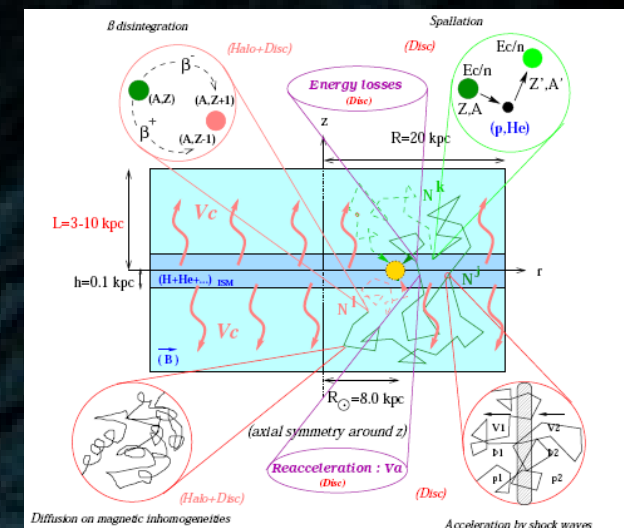 β disintegration
Spallation
(Halo+Disc)
(Disc)
β⁻
(A,Z)
(A,Z+1)
β⁺
(A,Z-1)
Energy losses
(Disc)
Ec/n
Ec/n
Z',A'
Z,A
(p,He)
z
R=20 kpc
Vc
N^k
L=3-10 kpc
h=0.1 kpc
(H+He+...) ISM
r
N^j
N^l
Vc
(B)
R☉=8.0 kpc
(axial symmetry around z)
V1
V2
D1
D2
p1
p2
Reacceleration : Va
(Disc)
(Halo+Disc)
(Disc)
Diffusion on magnetic inhomogeneities
Acceleration by shock waves